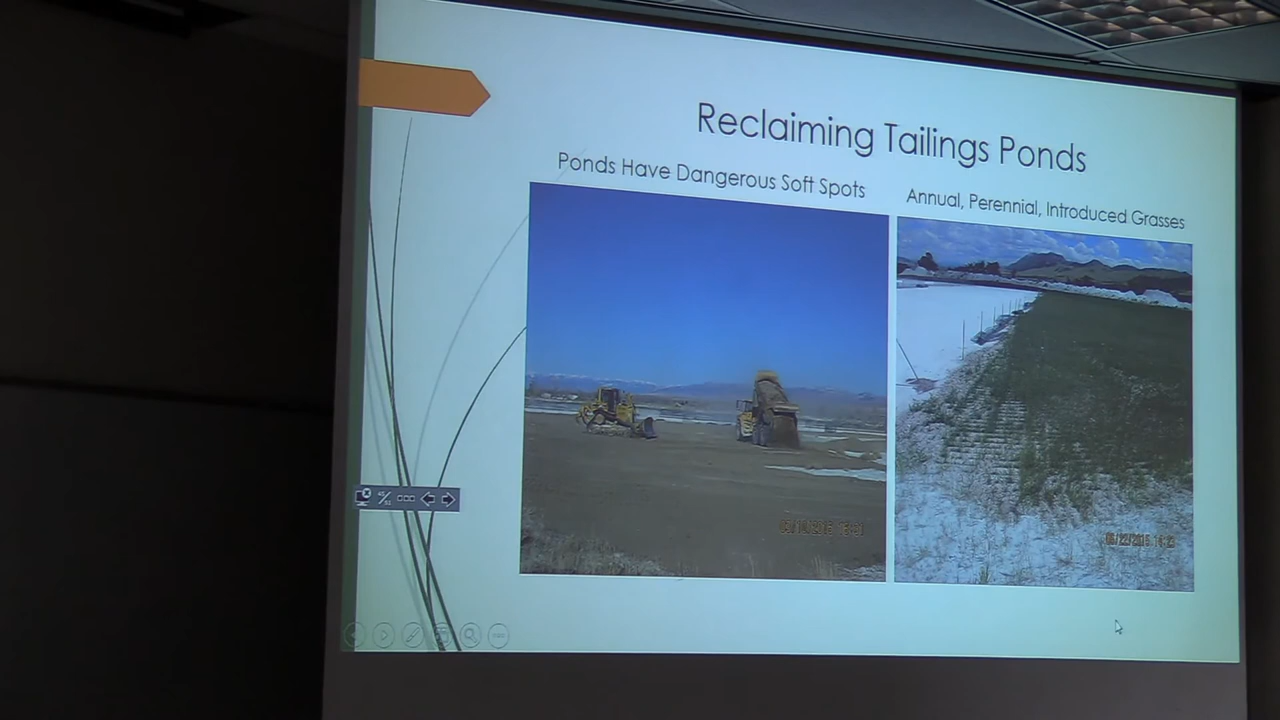 Reclaiming Tailings Ponds
Ponds Have Dangerous Soft Spots
Annual, Perennial, Introduced Grasses